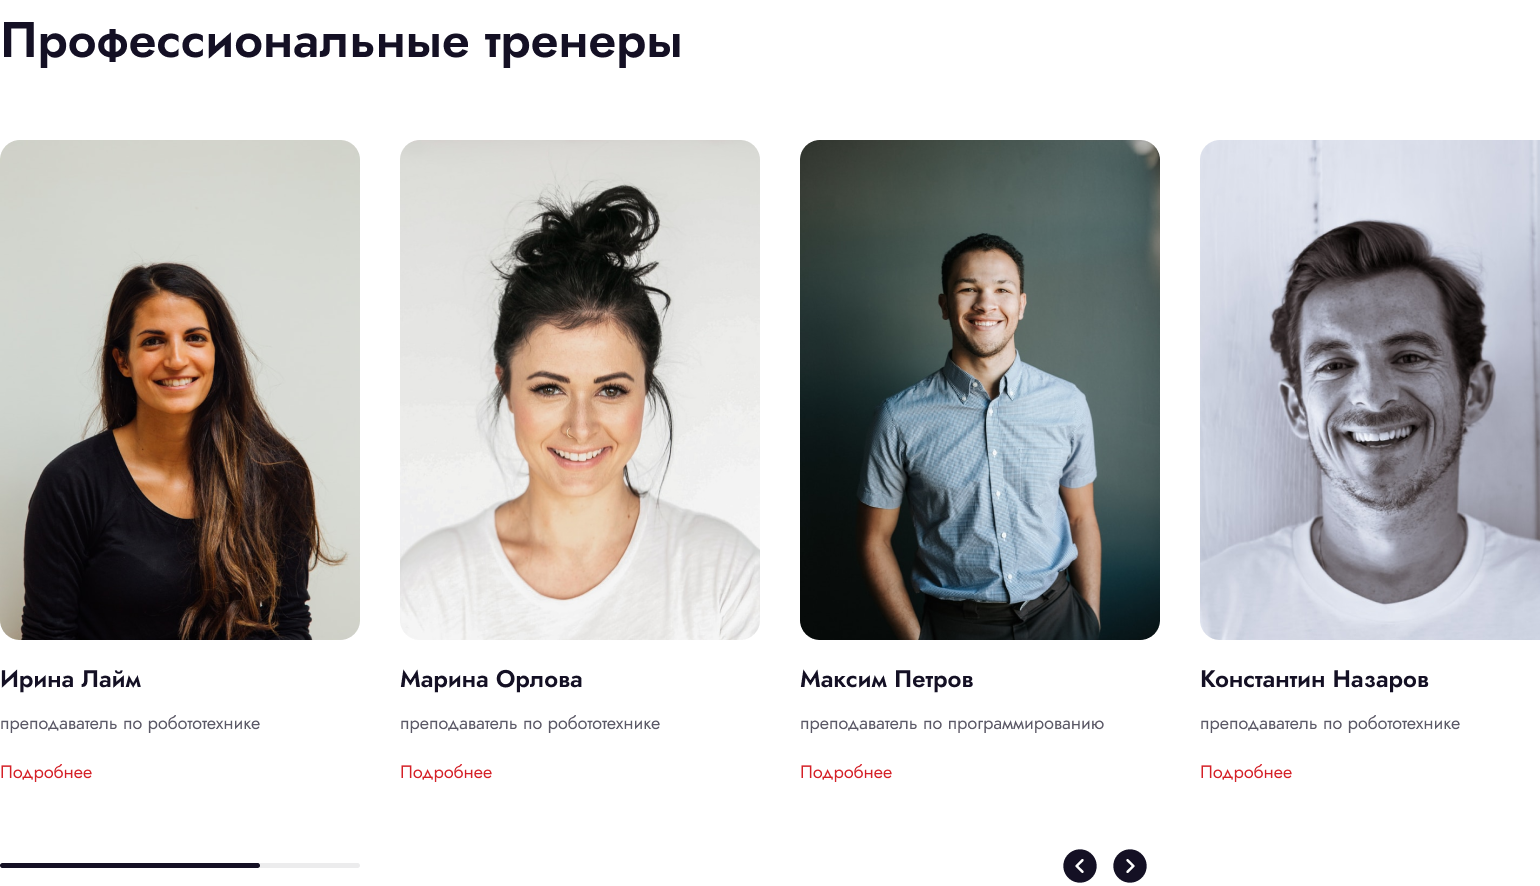 Профессиональные тренеры
Ирина Лайм
преподаватель по робототехнике
Подробнее
Марина Орлова
преподаватель по робототехнике
Подробнее
Максим Петров
преподаватель по программированию
Подробнее
Константин Назаров
преподаватель по робототехнике
Подробнее